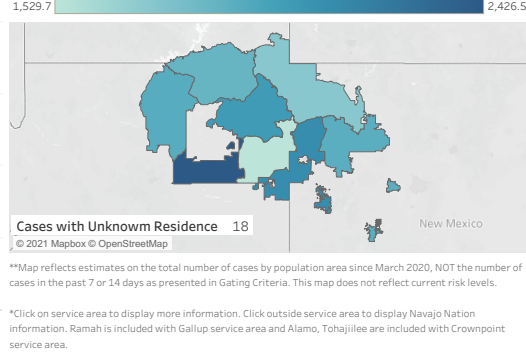 1,529.7 2,426.5
New Mexico
Cases with Unknowm Residence 18
© 2021 Mapbox © OpenStreetMap
**Map reflects estimates on the total number of cases by population area since March 2020, NOT the number of
cases in the past 7 or 14 days as presented in Gating Criteria. This map does not reflect current risk levels.
*Click on service area to display more information. Click outside service area to display Navajo Nation
information. Ramah is included with Gallup service area and Alamo, Tohajiilee are included with Crownpoint
service area.